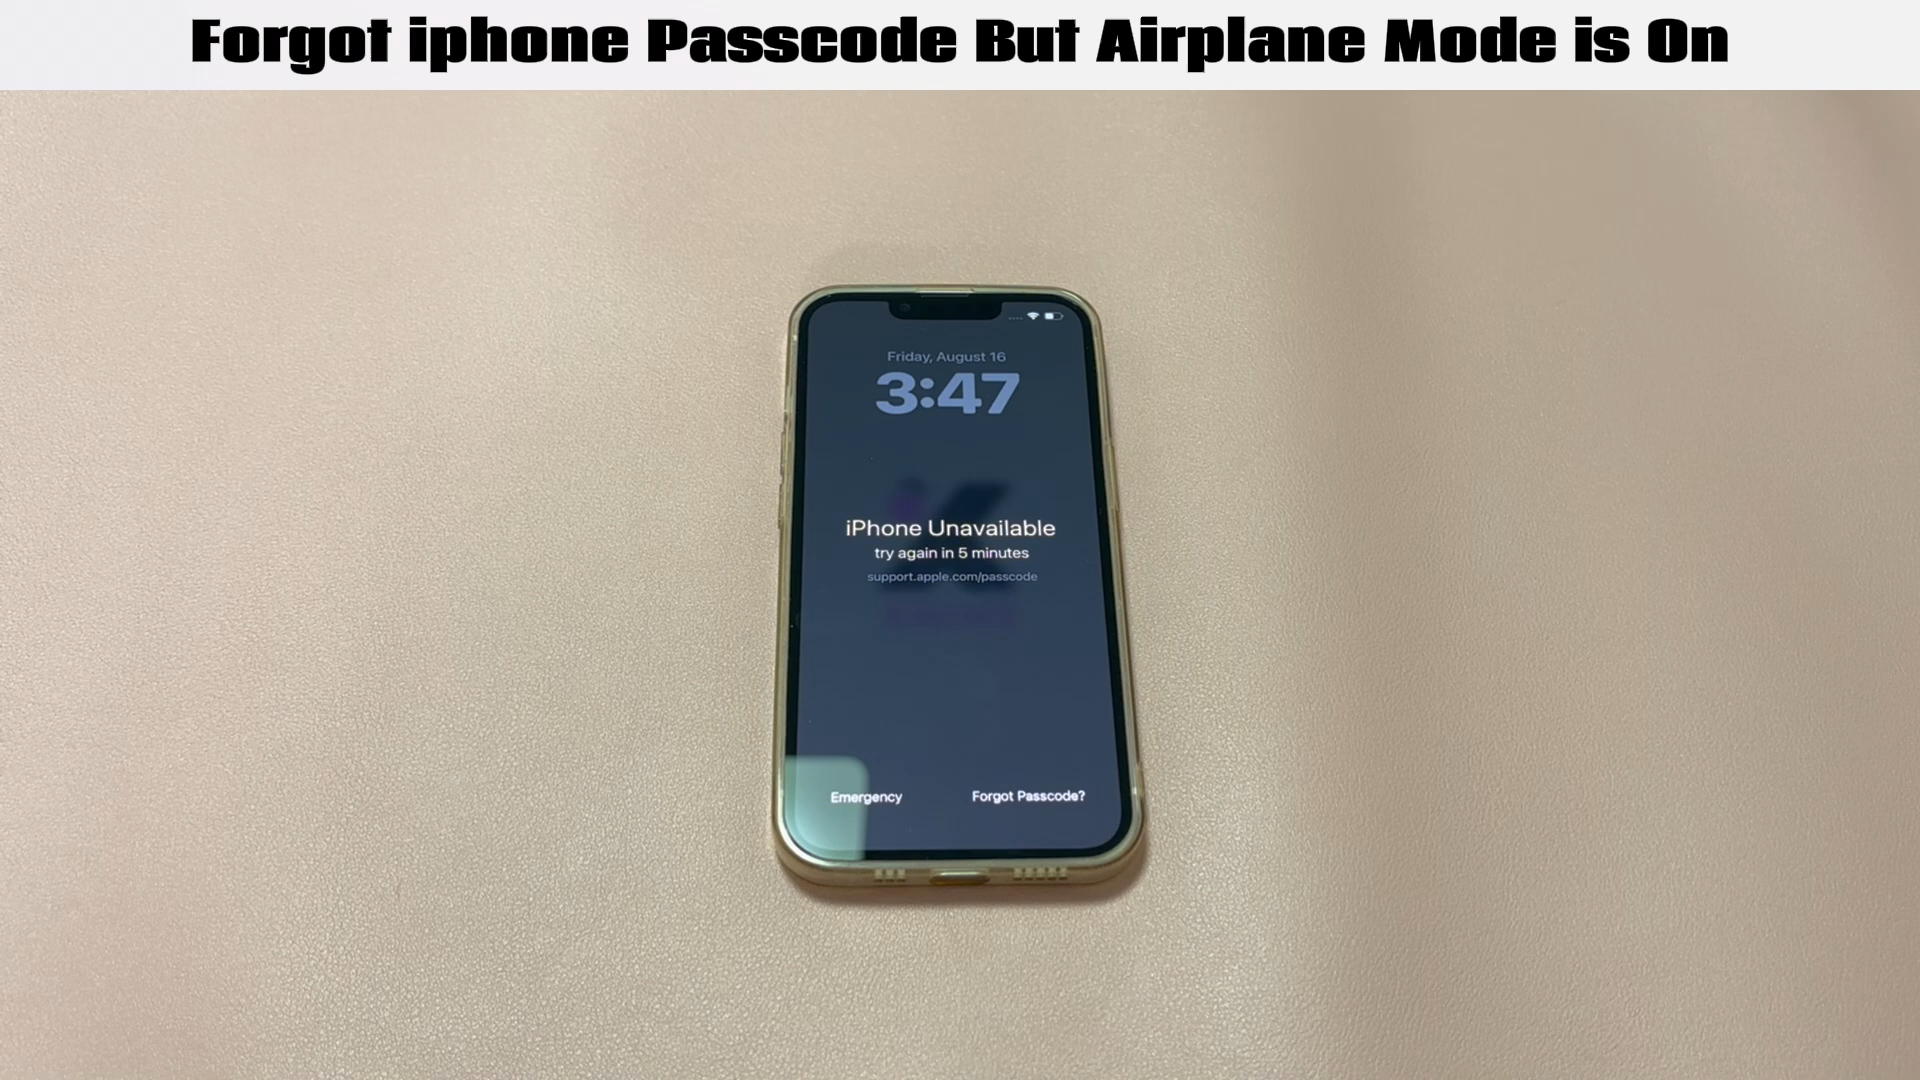 Forgot iphone Passcode But Airplane Mode is On
Friday, August 16
3:47
iPhone Unavailable
try again in 5 minutes
support.apple.com/passcode
Emergency
Forgot Passcode?